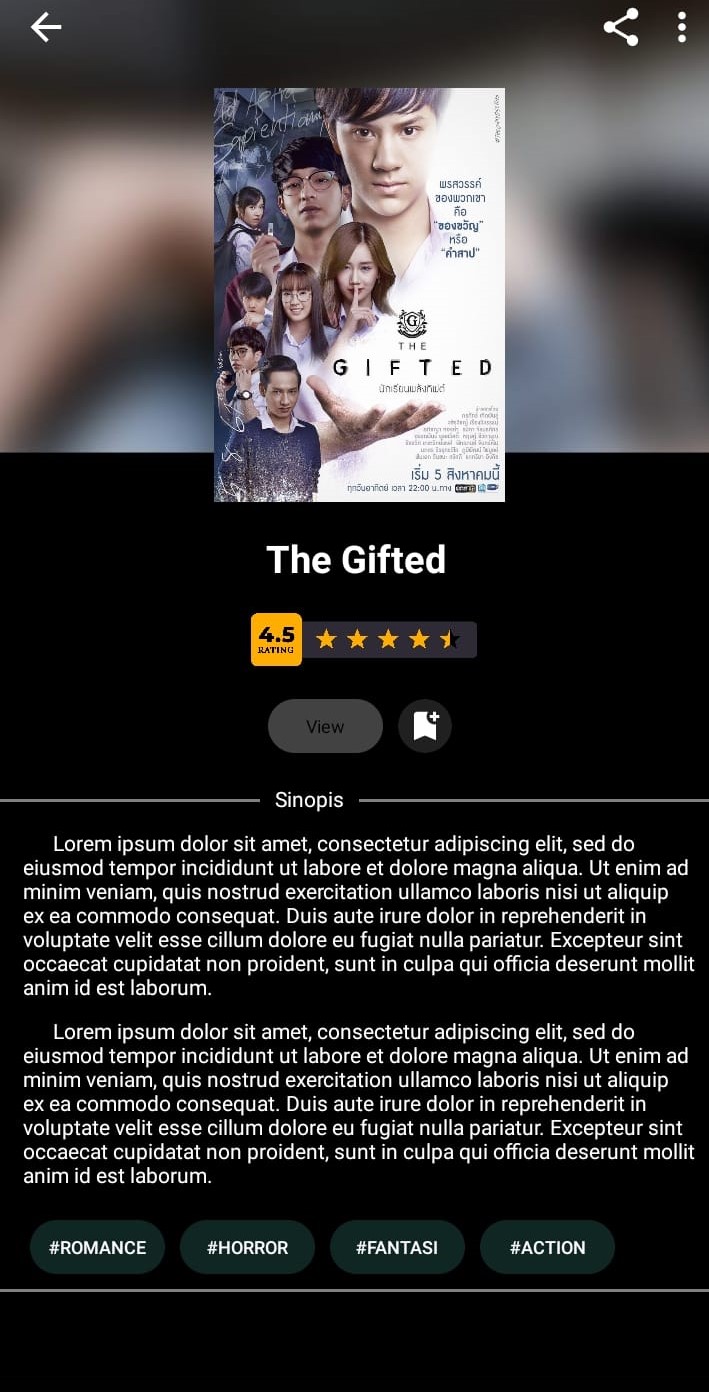 Ad Astra
Sapientiam
พรสวรรค์
ของพวกเขา
คือ
"ของขวัญ"
หรือ
"คำสาป"
G
THE
GIFTED
นักเรียนพลังกิฟต์
เริ่ม 5 สิงหาคมนี้
ทุกวันอาทิตย์ เวลา 22:00 น. ทาง
The Gifted
4.5
RATING
View
Sinopis
Lorem ipsum dolor sit amet, consectetur adipiscing elit, sed do
eiusmod tempor incididunt ut labore et dolore magna aliqua. Ut enim ad
minim veniam, quis nostrud exercitation ullamco laboris nisi ut aliquip
ex ea commodo consequat. Duis aute irure dolor in reprehenderit in
voluptate velit esse cillum dolore eu fugiat nulla pariatur. Excepteur sint
occaecat cupidatat non proident, sunt in culpa qui officia deserunt mollit
anim id est laborum.
Lorem ipsum dolor sit amet, consectetur adipiscing elit, sed do
eiusmod tempor incididunt ut labore et dolore magna aliqua. Ut enim ad
minim veniam, quis nostrud exercitation ullamco laboris nisi ut aliquip
ex ea commodo consequat. Duis aute irure dolor in reprehenderit in
voluptate velit esse cillum dolore eu fugiat nulla pariatur. Excepteur sint
occaecat cupidatat non proident, sunt in culpa qui officia deserunt mollit
anim id est laborum.
#ROMANCE #HORROR #FANTASI #ACTION